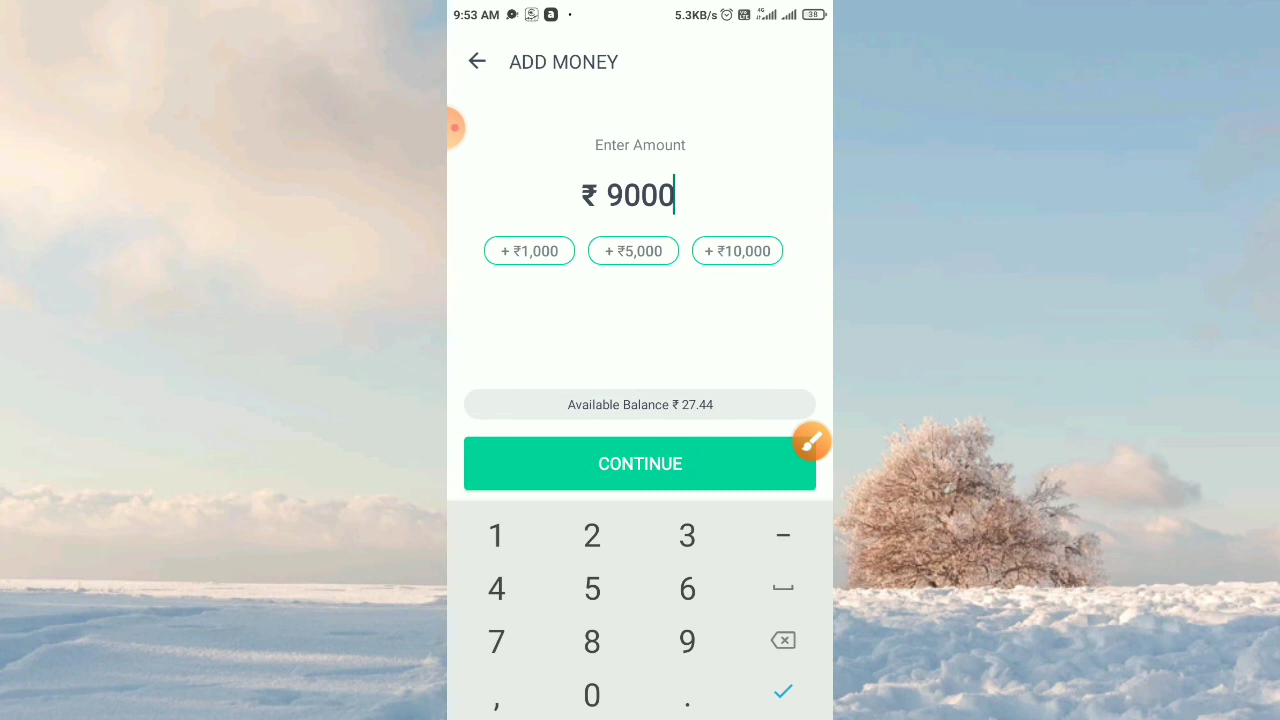 9:53 AM 5.3KB/s 4G 38
ADD MONEY
Enter Amount
₹ 9000
+ ₹1,000 + ₹5,000 + ₹10,000
Available Balance ₹ 27.44
CONTINUE
1 2 3 -
4 5 6
7 8 9
, 0 .